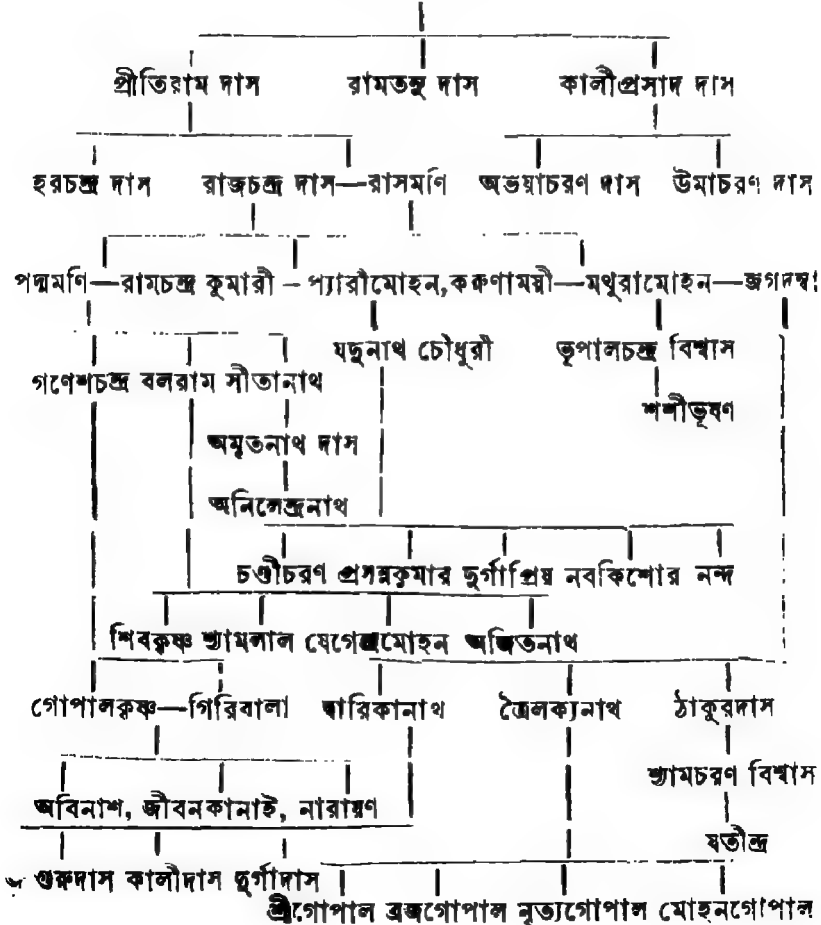 প্রীতিরাম দাস রামতনু দাস কালীপ্রসাদ দাস
হরচন্দ্র দাস রাজচন্দ্র দাস—রাসমণি অভয়াচরণ দাস উমাচরণ দাস
পদ্মমণি—রামচন্দ্র কুমারী – প্যারীমোহন, করুণাময়ী—মথুরামোহন—জগদম্বা
যদুনাথ চৌধুরী ভূপালচন্দ্র বিশ্বাস
গণেশচন্দ্র বলরাম সীতানাথ
শশীভূষণ
অমৃতনাথ দাস
অনিলেন্দ্রনাথ
চণ্ডীচরণ প্রসন্নকুমার দুর্গাপ্রিয় নবকিশোর নন্দ
শিবকৃষ্ণ শ্যামলাল যোগেন্দ্রমোহন অজিতনাথ
গোপালকৃষ্ণ—গিরিবালা দ্বারিকানাথ ত্রৈলক্যনাথ ঠাকুরদাস
শ্যামচরণ বিশ্বাস
অবিনাশ, জীবনকানাই, নারায়ণ
যতীন্দ্র
গুরুদাস কালীদাস দুর্গাদাস
শ্রীগোপাল ব্রজগোপাল নৃত্যগোপাল মোহনগোপাল